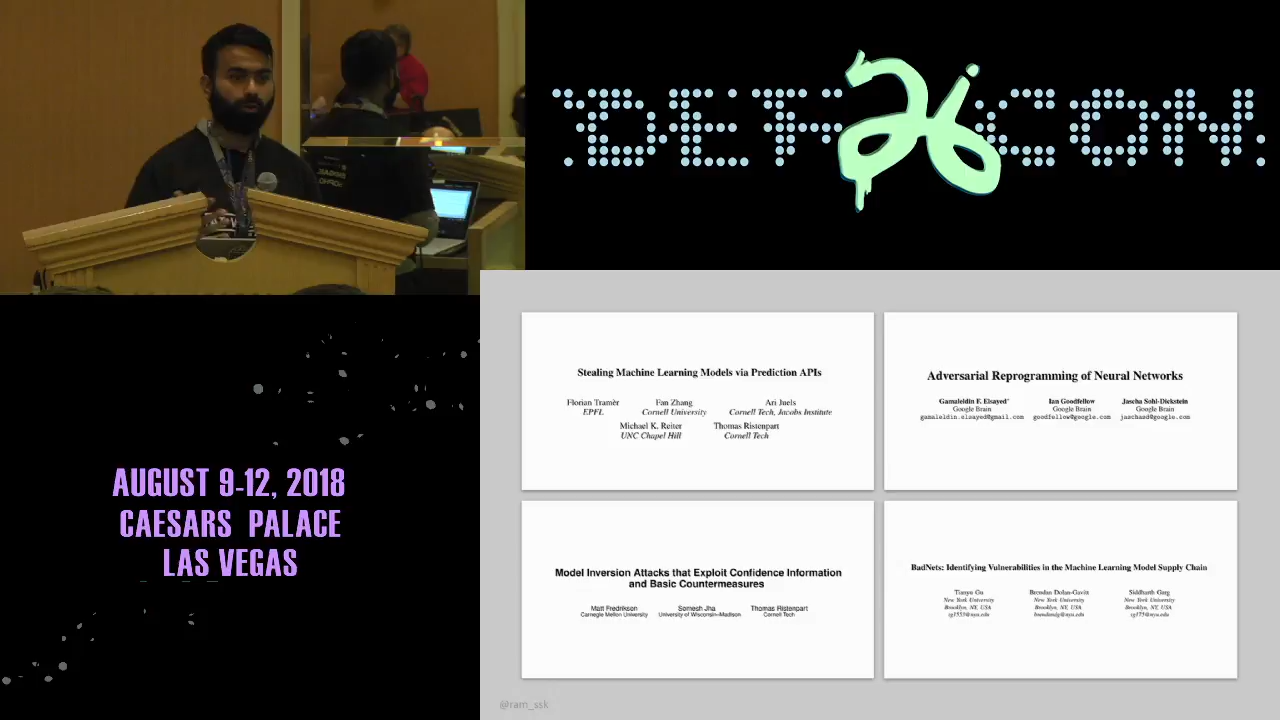 DEF CON
26
AUGUST 9-12, 2018
CAESARS PALACE
LAS VEGAS
Stealing Machine Learning Models via Prediction APIs
Florian Tramèr Fan Zhang Ari Juels
EPFL Cornell University Cornell Tech, Jacobs Institute
Michael K. Reiter Thomas Ristenpart
UNC Chapel Hill Cornell Tech
Adversarial Reprogramming of Neural Networks
Gamaleldin F. Elsayed* Ian Goodfellow Jascha Sohl-Dickstein
Google Brain Google Brain Google Brain
gamaleldin.elsayed@gmail.com goodfellow@google.com jaschasd@google.com
Model Inversion Attacks that Exploit Confidence Information
and Basic Countermeasures
Matt Fredrikson Somesh Jha Thomas Ristenpart
Carnegie Mellon University University of Wisconsin–Madison Cornell Tech
BadNets: Identifying Vulnerabilities in the Machine Learning Model Supply Chain
Tianyu Gu Brendan Dolan-Gavitt Siddharth Garg
New York University New York University New York University
Brooklyn, NY, USA Brooklyn, NY, USA Brooklyn, NY, USA
brendandg@nyu.edu
@ram_ssk